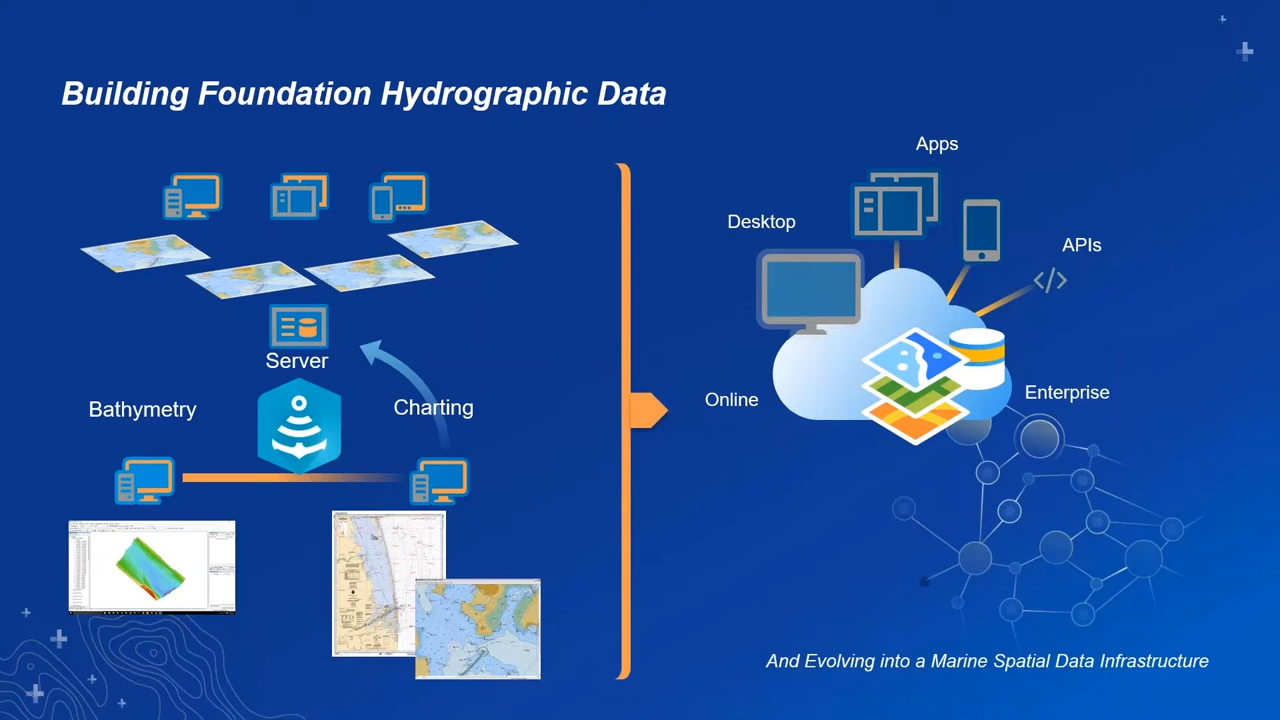 Building Foundation Hydrographic Data
Server
Bathymetry
Charting
Apps
Desktop
APIs
</>
Online
Enterprise
And Evolving into a Marine Spatial Data Infrastructure